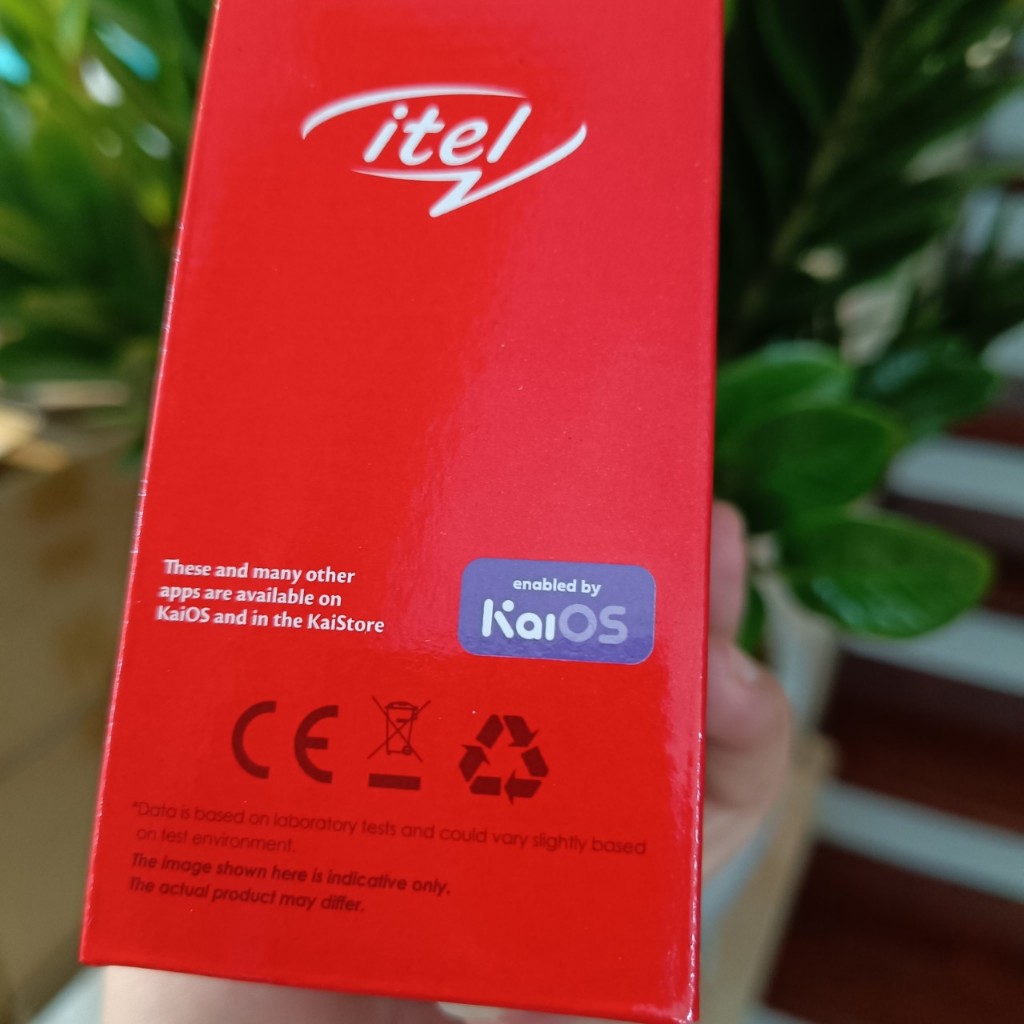 itel
These and many other
apps are available on
KaiOS and in the KaiStore
enabled by
KaiOS
CE
*Data is based on laboratory tests and could vary slightly based
on test environment.
The image shown here is indicative only.
The actual product may differ.